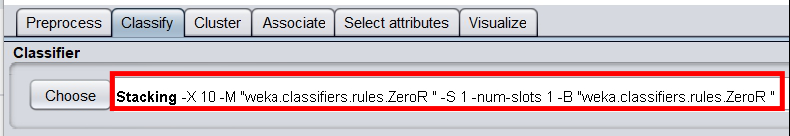 Preprocess Classify Cluster Associate Select attributes Visualize
Classifier
Choose Stacking -X 10 -M "weka.classifiers.rules.ZeroR " -S 1 -num-slots 1 -B "weka.classifiers.rules.ZeroR "